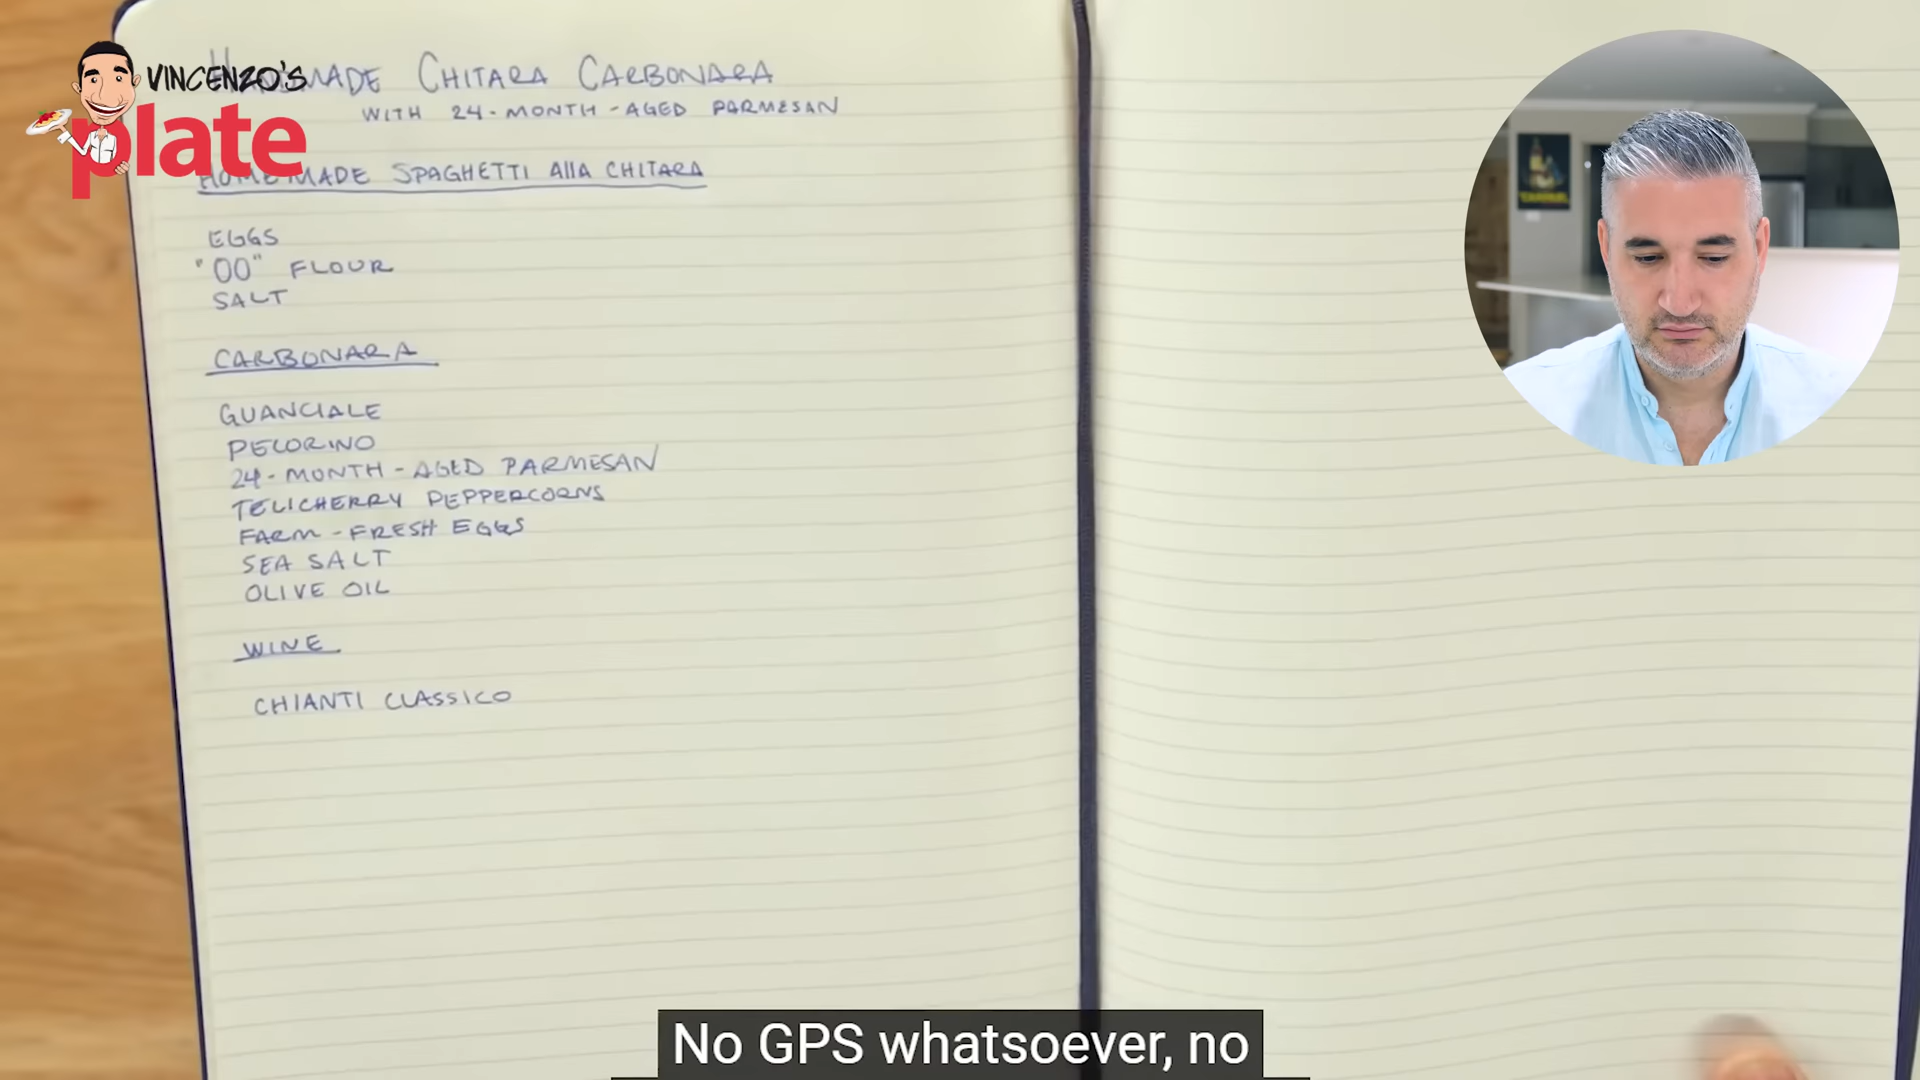 VINCENZO'S
plate
HANDMADE CHITARA CARBONARA
WITH 24-MONTH-AGED PARMESAN
HOMEMADE SPAGHETTI AllA CHITARA
EGGS
"00" FLOUR
SALT
CARBONARA
GUANCIALE
PECORINO
24-MONTH-AGED PARMESAN
TELICHERRY PEPPERCORNS
FARM-FRESH EGGS
SEA SALT
OLIVE OIL
WINE
CHIANTI CLASSICO
No GPS whatsoever, no